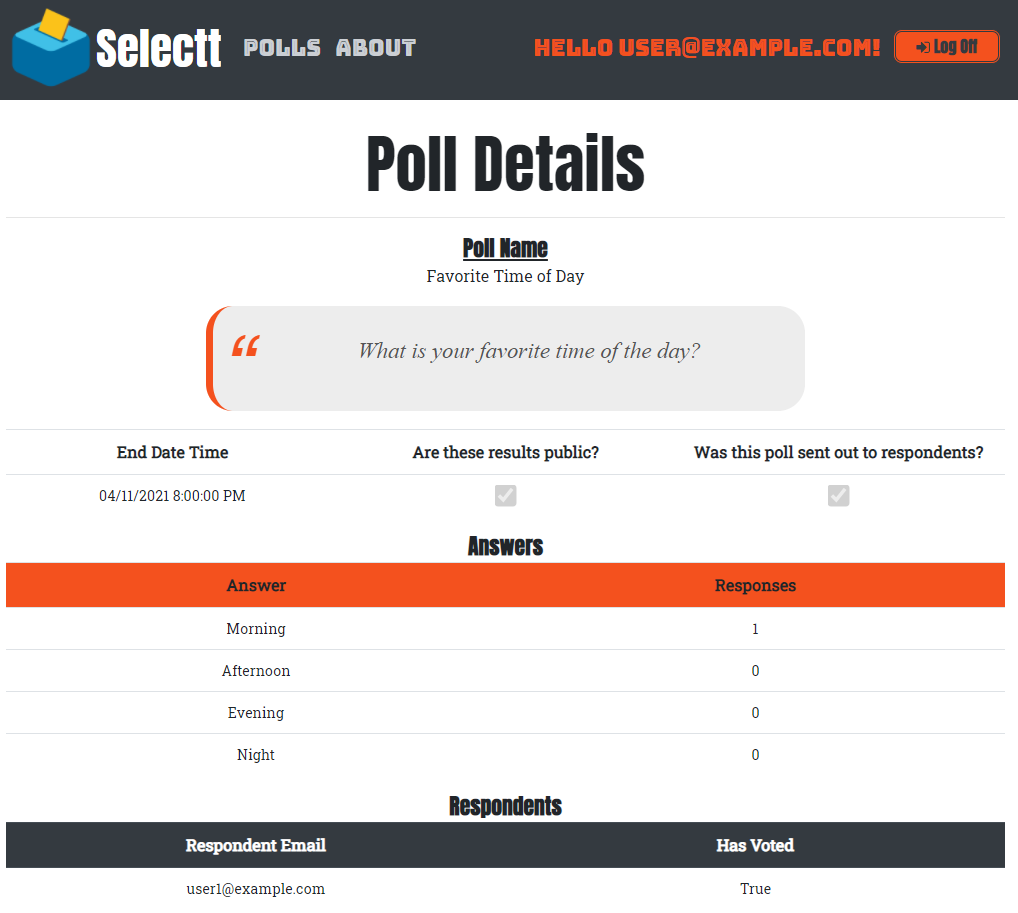 Selectt POLLS ABOUT HELLO USER@EXAMPLE.COM! Log Off
Poll Details
Poll Name
Favorite Time of Day
“ What is your favorite time of the day?
End Date Time Are these results public? Was this poll sent out to respondents?
04/11/2021 8:00:00 PM
Answers
Answer Responses
Morning 1
Afternoon 0
Evening 0
Night 0
Respondents
Respondent Email Has Voted
user1@example.com True